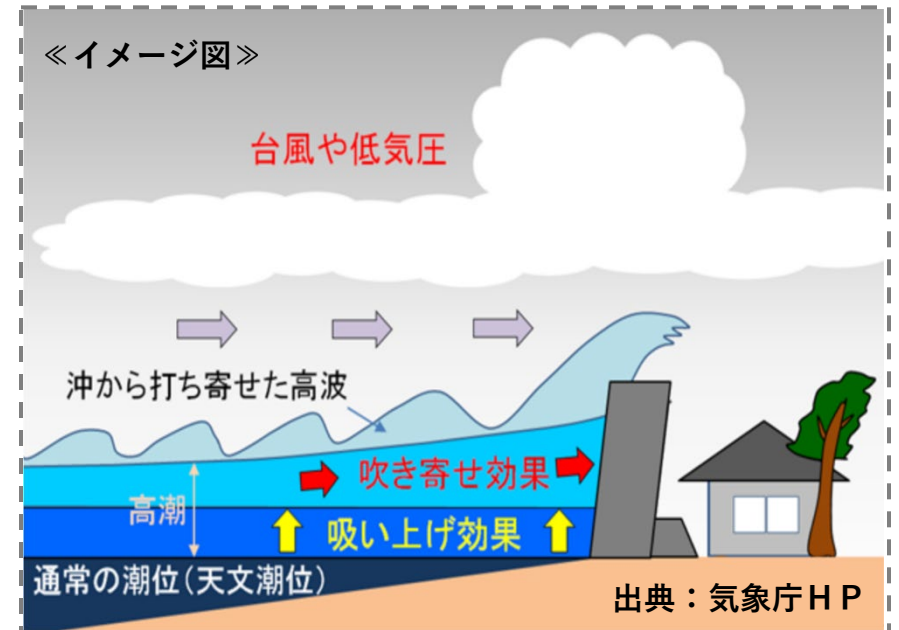 ≪イメージ図≫
台風や低気圧
沖から打ち寄せた高波
吹き寄せ効果
高潮
吸い上げ効果
通常の潮位(天文潮位)
出典：気象庁ＨＰ